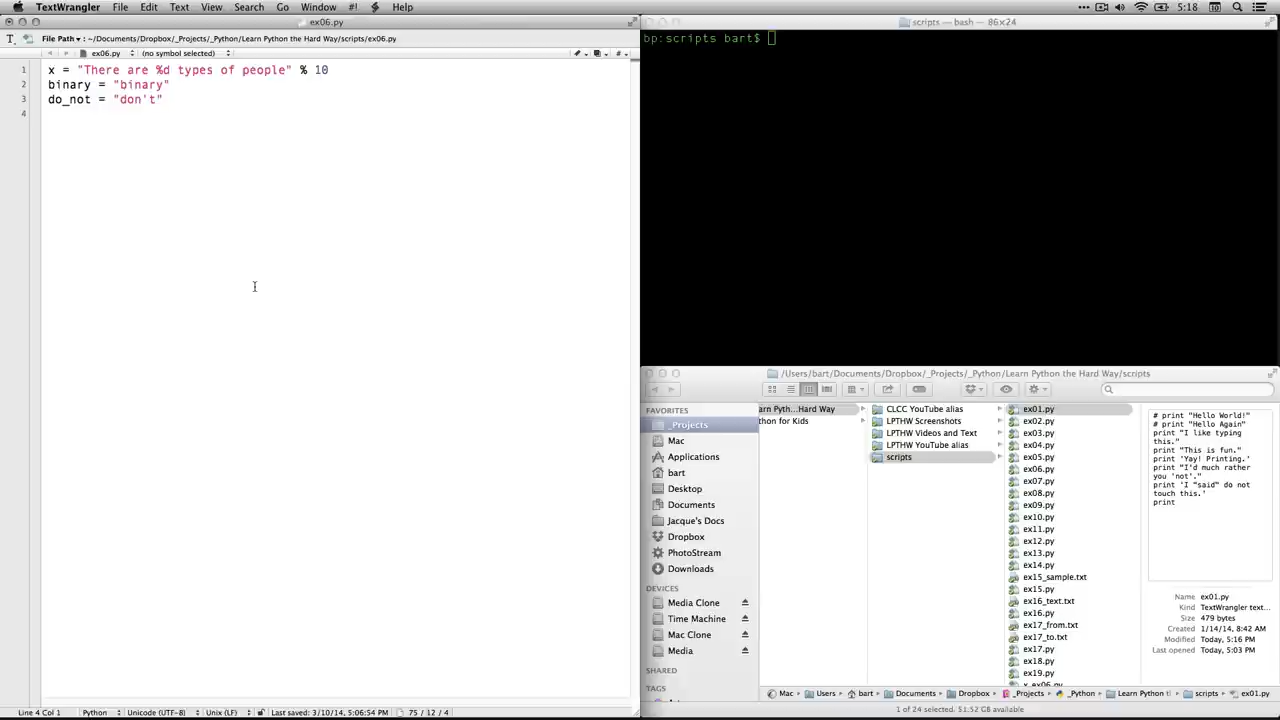 TextWrangler File Edit Text View Search Go Window #! Help 5:18
ex06.py
File Path ▾ : ~/Documents/Dropbox/_Projects/_Python/Learn Python the Hard Way/scripts/ex06.py
ex06.py (no symbol selected)
1 x = "There are %d types of people" % 10
2 binary = "binary"
3 do_not = "don't"
4
Line 4 Col 1 Python Unicode (UTF-8) Unix (LF) Last saved: 3/10/14, 5:06:54 PM 75 / 12 / 4
scripts — bash — 86×24
bp:scripts bart$
/Users/bart/Documents/Dropbox/_Projects/_Python/Learn Python the Hard Way/scripts
FAVORITES
_Projects
Mac
Applications
bart
Desktop
Documents
Jacque's Docs
Dropbox
PhotoStream
Downloads
DEVICES
Media Clone
Time Machine
Mac Clone
Media
SHARED
TAGS
arn Pyth...Hard Way
thon for Kids
CLCC YouTube alias
LPTHW Screenshots
LPTHW Videos and Text
LPTHW YouTube alias
scripts
ex01.py
ex02.py
ex03.py
ex04.py
ex05.py
ex06.py
ex07.py
ex08.py
ex09.py
ex10.py
ex11.py
ex12.py
ex13.py
ex14.py
ex15_sample.txt
ex15.py
ex16_text.txt
ex16.py
ex17_from.txt
ex17_to.txt
ex17.py
ex18.py
ex19.py
# print "Hello World!"
# print "Hello Again"
print "I like typing
this."
print "This is fun."
print 'Yay! Printing.'
print "I'd much rather
you 'not'."
print 'I "said" do not
touch this.'
print
Name ex01.py
Kind TextWrangler text...
Size 479 bytes
Created 1/14/14, 8:42 AM
Modified Today, 5:16 PM
Last opened Today, 5:03 PM
Mac ▸ Users ▸ bart ▸ Documents ▸ Dropbox ▸ _Projects ▸ _Python ▸ Learn Python t ▸ scripts ▸ ex01.py
1 of 24 selected, 51.52 GB available